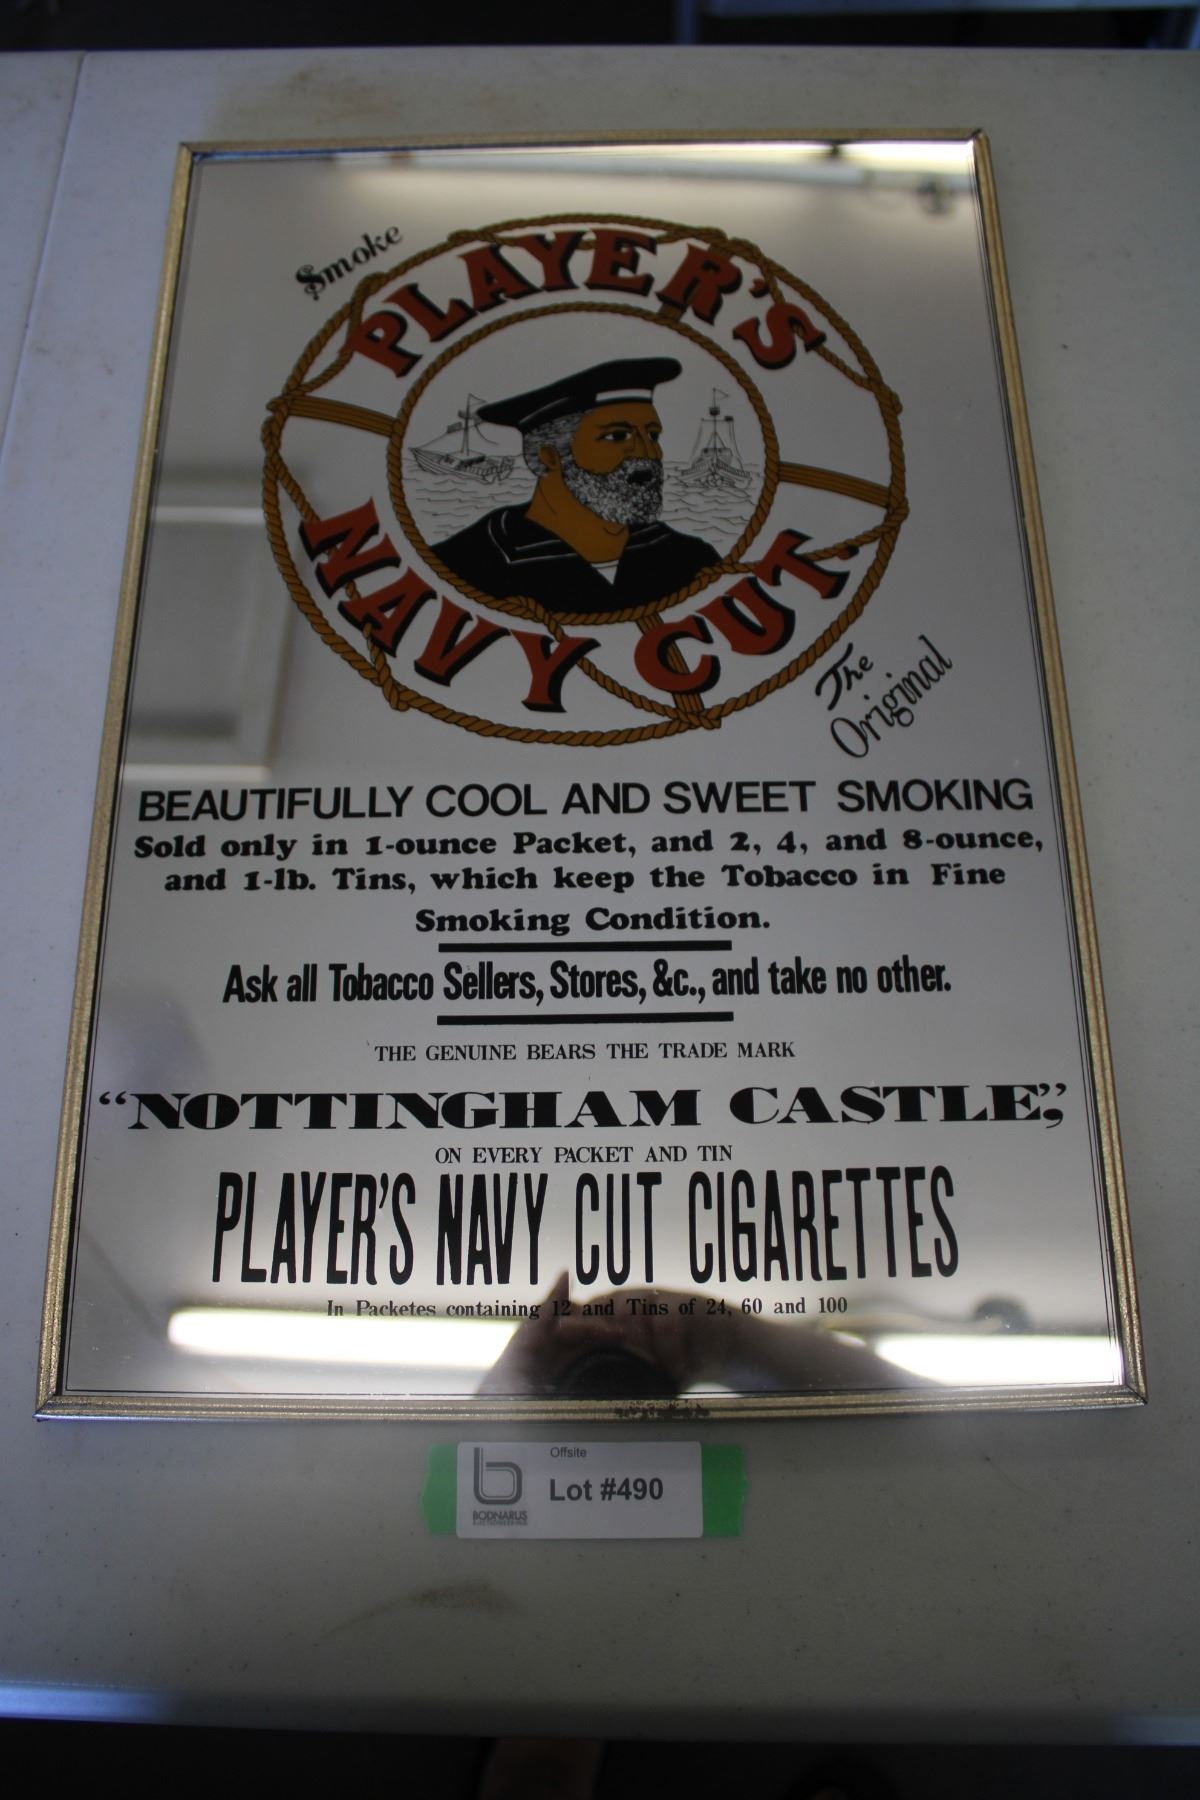 Smoke
PLAYER'S
NAVY CUT.
The
Original
BEAUTIFULLY COOL AND SWEET SMOKING
Sold only in 1-ounce Packet, and 2, 4, and 8-ounce,
and 1-lb. Tins, which keep the Tobacco in Fine
Smoking Condition.
Ask all Tobacco Sellers, Stores, &c., and take no other.
THE GENUINE BEARS THE TRADE MARK
“NOTTINGHAM CASTLE,”
ON EVERY PACKET AND TIN
PLAYER'S NAVY CUT CIGARETTES
In Packetes containing 12 and Tins of 24, 60 and 100
Offsite
Lot #490
BODNARUS
AUCTIONEERING